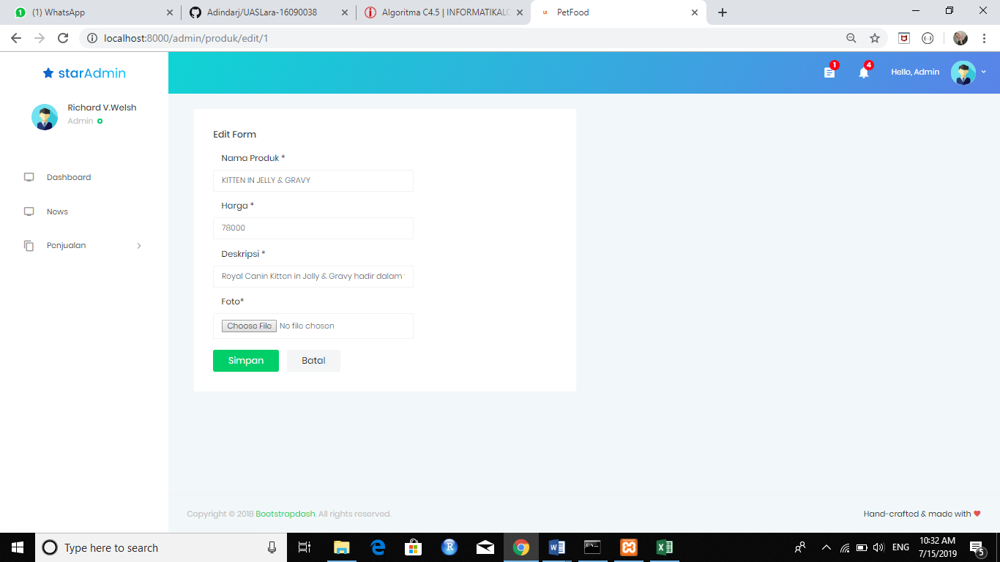 (1) WhatsApp
Adindarj/UASLara-16090038
Algoritma C4.5 | INFORMATIKALO
PetFood
localhost:8000/admin/produk/edit/1
starAdmin
1
4
Hello, Admin
Richard V.Welsh
Admin
Dashboard
News
Penjualan
Edit Form
Nama Produk *
KITTEN IN JELLY & GRAVY
Harga *
78000
Deskripsi *
Royal Canin Kitten in Jelly & Gravy hadir dalam
Foto*
Choose File No file chosen
Simpan
Batal
Copyright © 2018 Bootstrapdash. All rights reserved.
Hand-crafted & made with
Type here to search
ENG
10:32 AM
7/15/2019
5